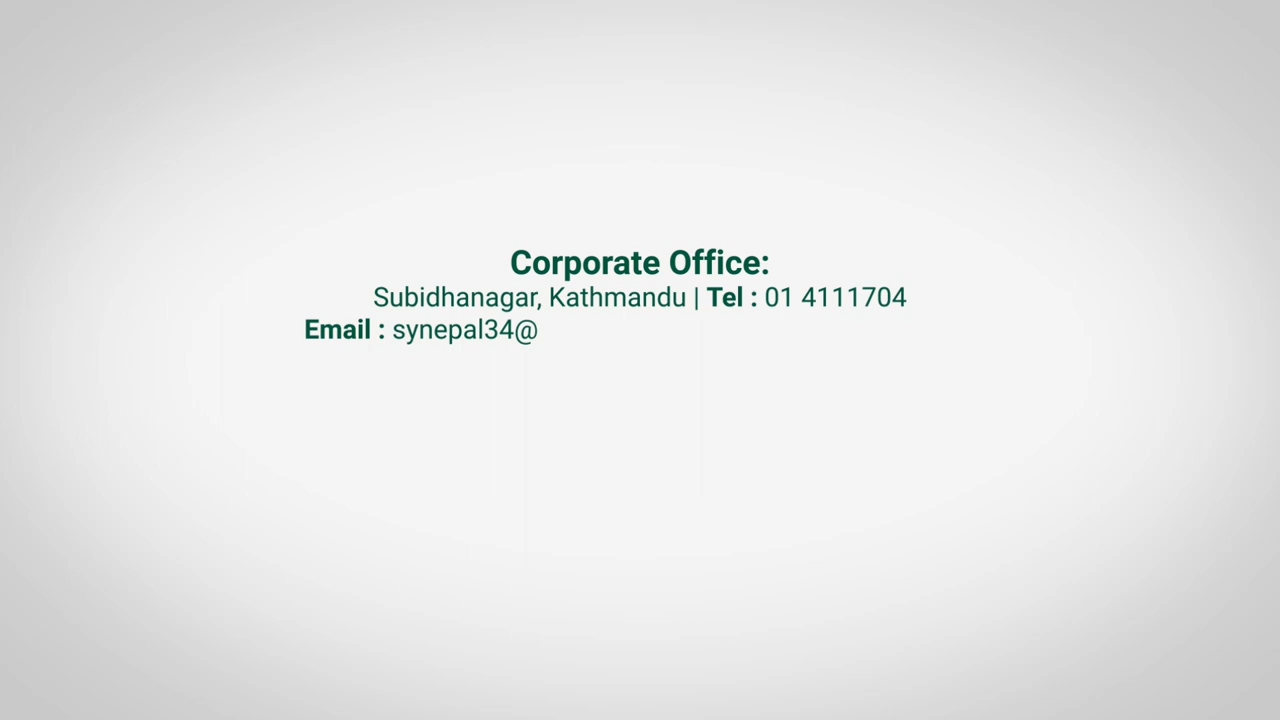 Corporate Office:
Subidhanagar, Kathmandu | Tel : 01 4111704
Email : synepal34@